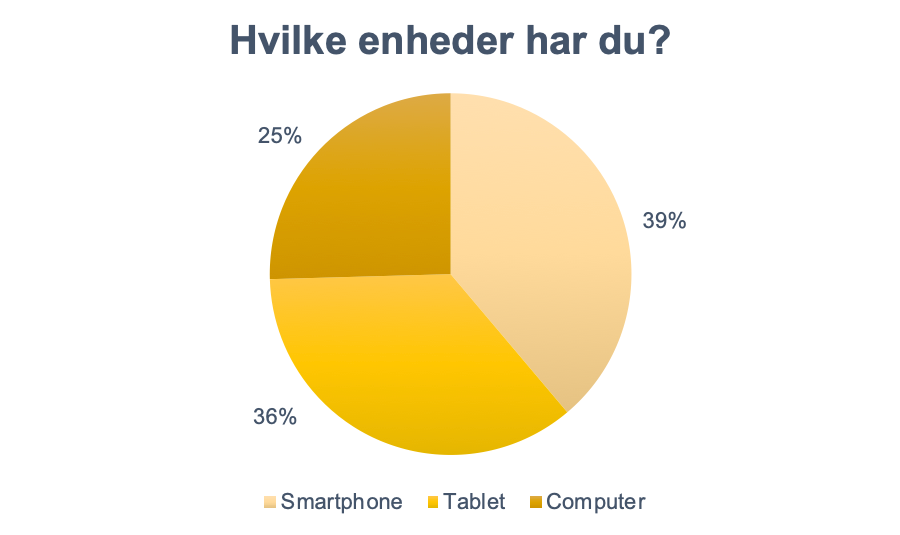 Hvilke enheder har du?
25%
39%
36%
Smartphone Tablet Computer